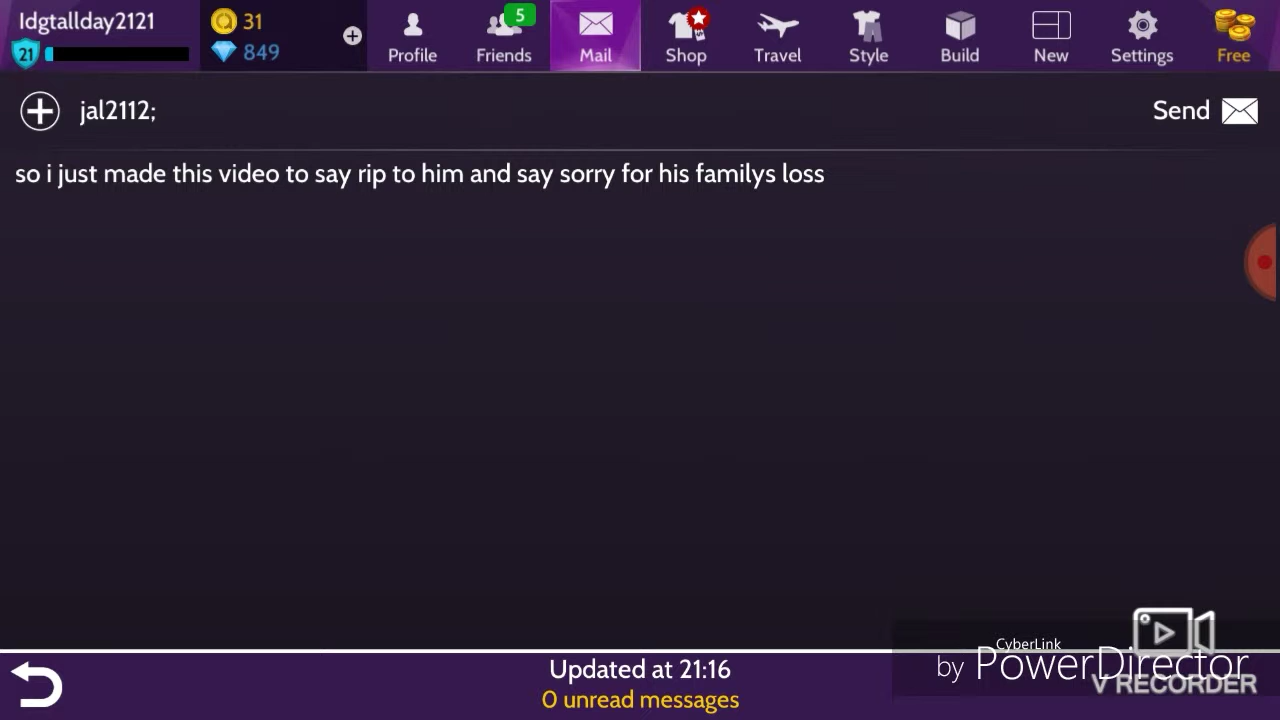 Idgtallday2121
21
31
849
Profile
5
Friends
Mail
Shop
Travel
Style
Build
New
Settings
Free
jal2112;
Send
so i just made this video to say rip to him and say sorry for his familys loss
Updated at 21:16
0 unread messages
CyberLink
by PowerDirector
V RECORDER